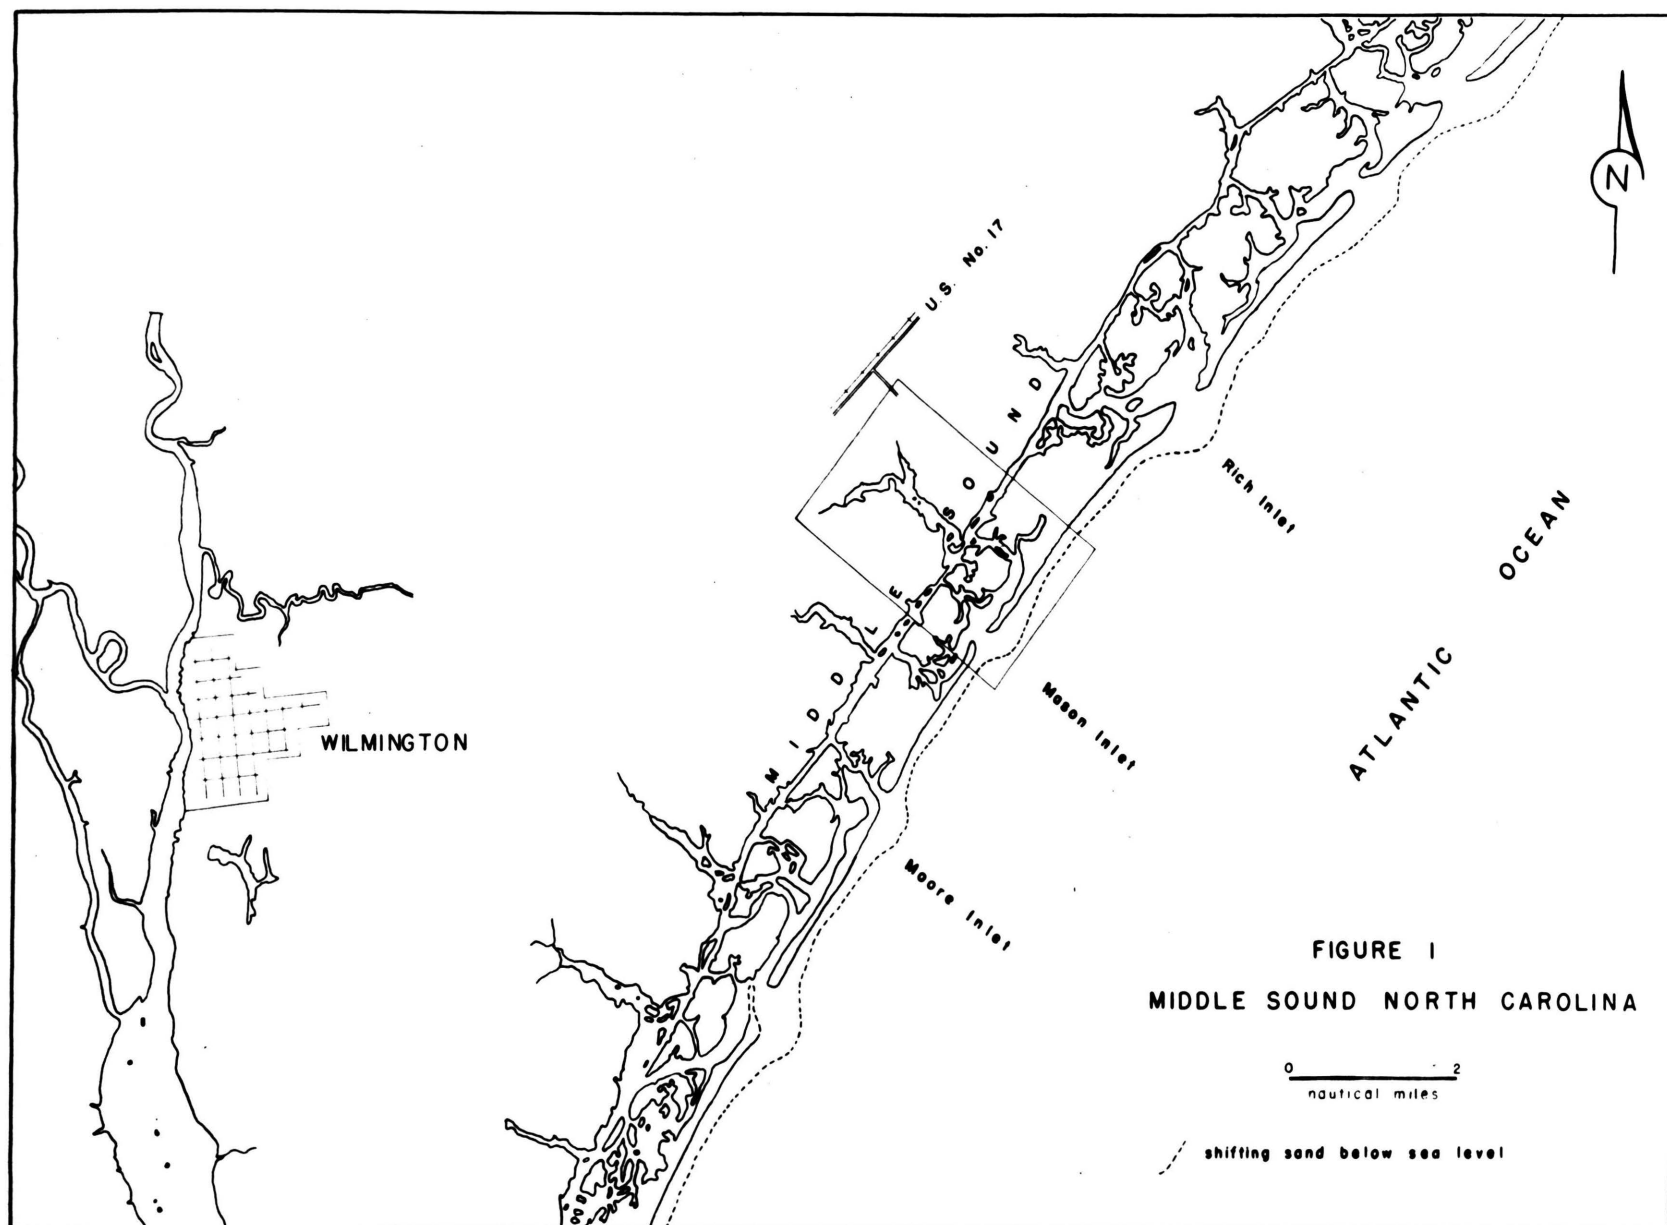 N
U.S. No. 17
MIDDLE SOUND
Rich Inlet
OCEAN
ATLANTIC
Mason Inlet
WILMINGTON
Moore Inlet
FIGURE 1
MIDDLE SOUND NORTH CAROLINA
0 2
nautical miles
shifting sand below sea level